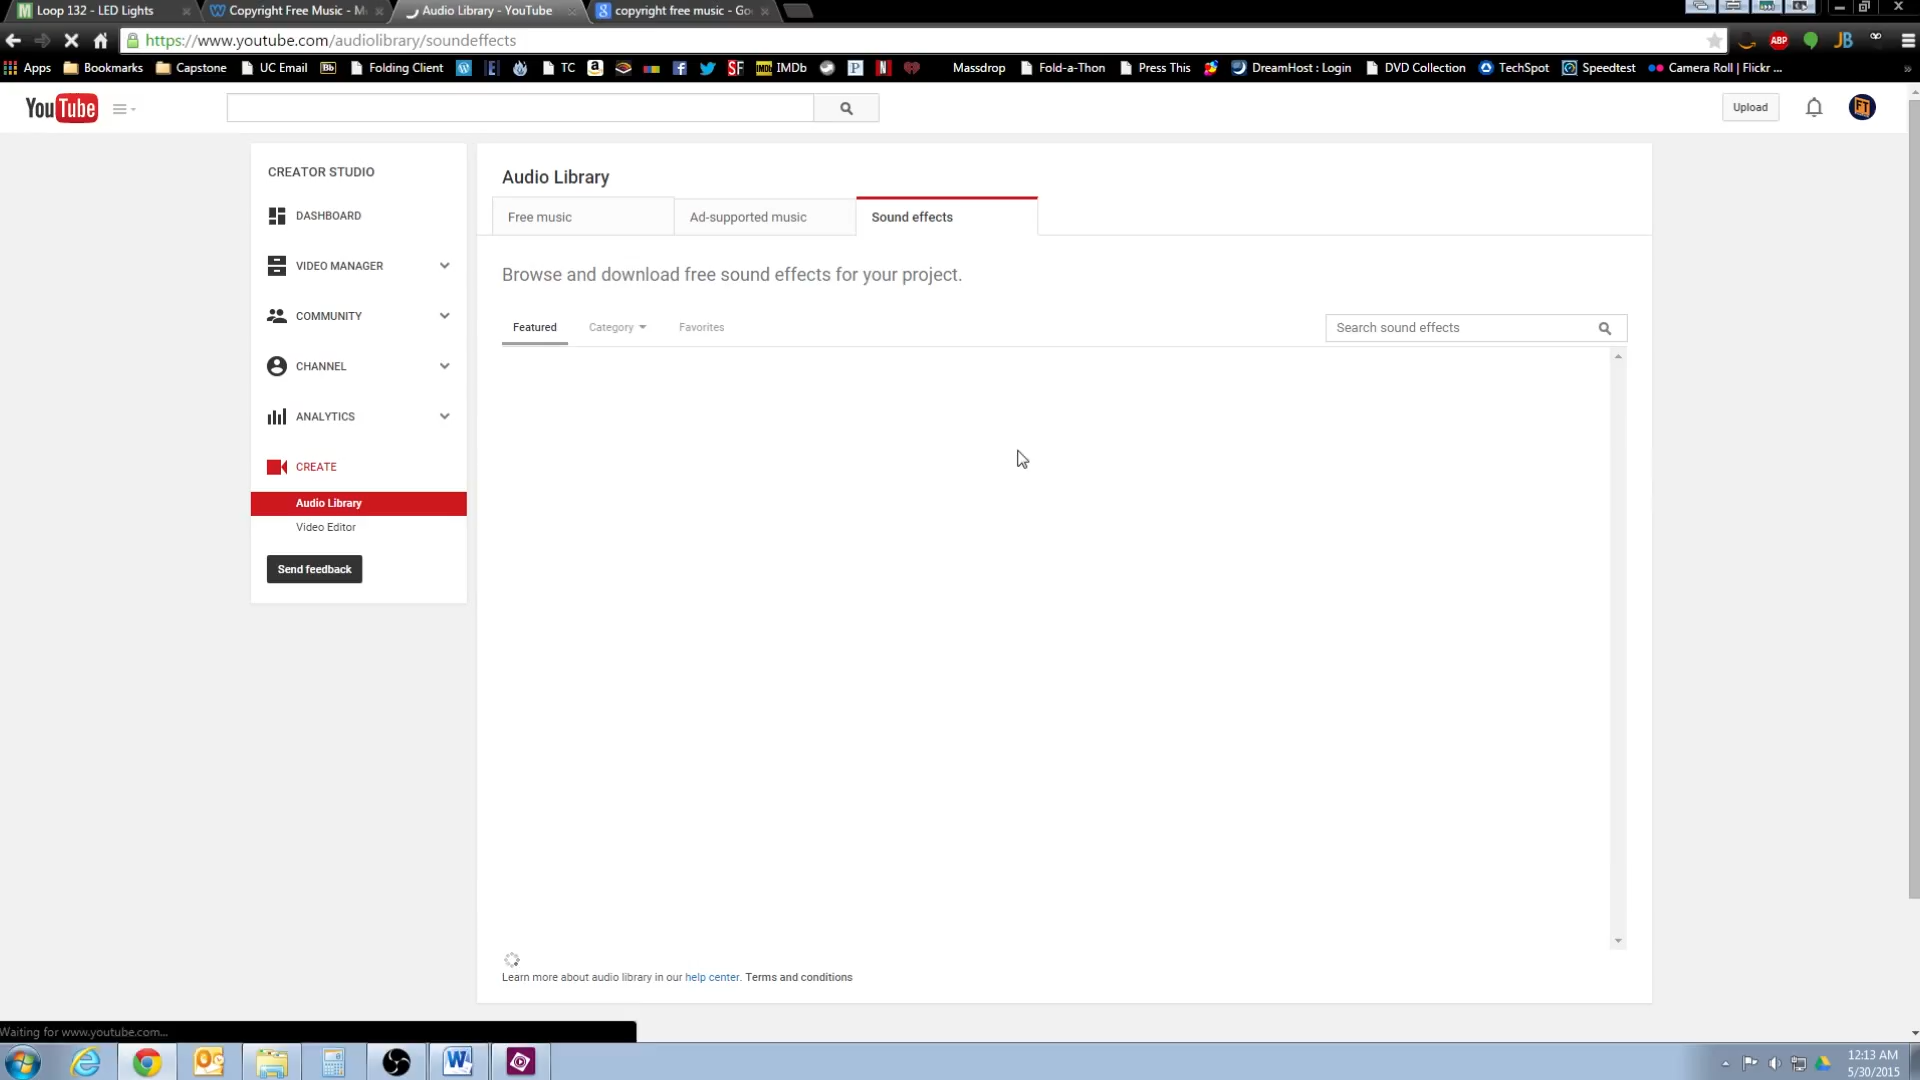 Loop 132 - LED Lights
Copyright Free Music - M
Audio Library - YouTube
copyright free music - Go
https://www.youtube.com/audiolibrary/soundeffects
ABP
JB
Apps
Bookmarks
Capstone
UC Email
Bb
Folding Client
TC
SF
IMDb
Massdrop
Fold-a-Thon
Press This
DreamHost : Login
DVD Collection
TechSpot
Speedtest
Camera Roll | Flickr ...
YouTube
Upload
FT
CREATOR STUDIO
DASHBOARD
VIDEO MANAGER
COMMUNITY
CHANNEL
ANALYTICS
CREATE
Audio Library
Video Editor
Send feedback
Audio Library
Free music
Ad-supported music
Sound effects
Browse and download free sound effects for your project.
Featured
Category
Favorites
Search sound effects
Learn more about audio library in our help center. Terms and conditions
Waiting for www.youtube.com...
12:13 AM
5/30/2015